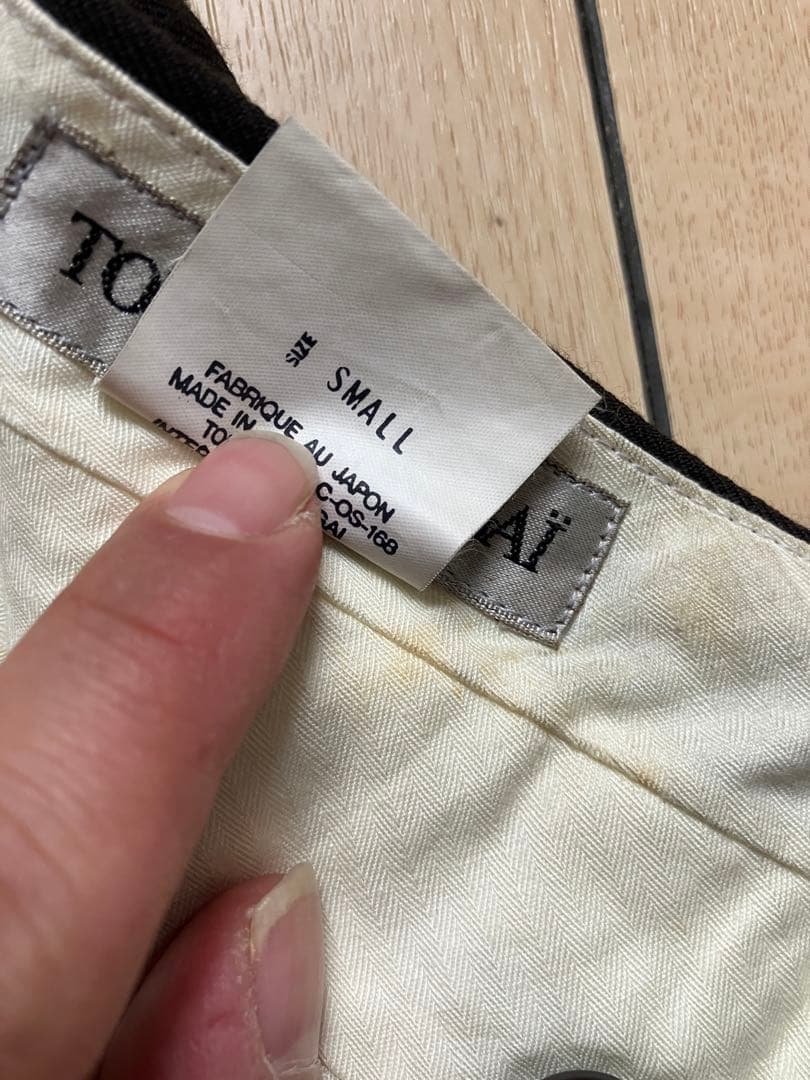 TO
SIZE SMALL
FABRIQUE AU JAPON
MADE IN
C-OS-168
AÏ